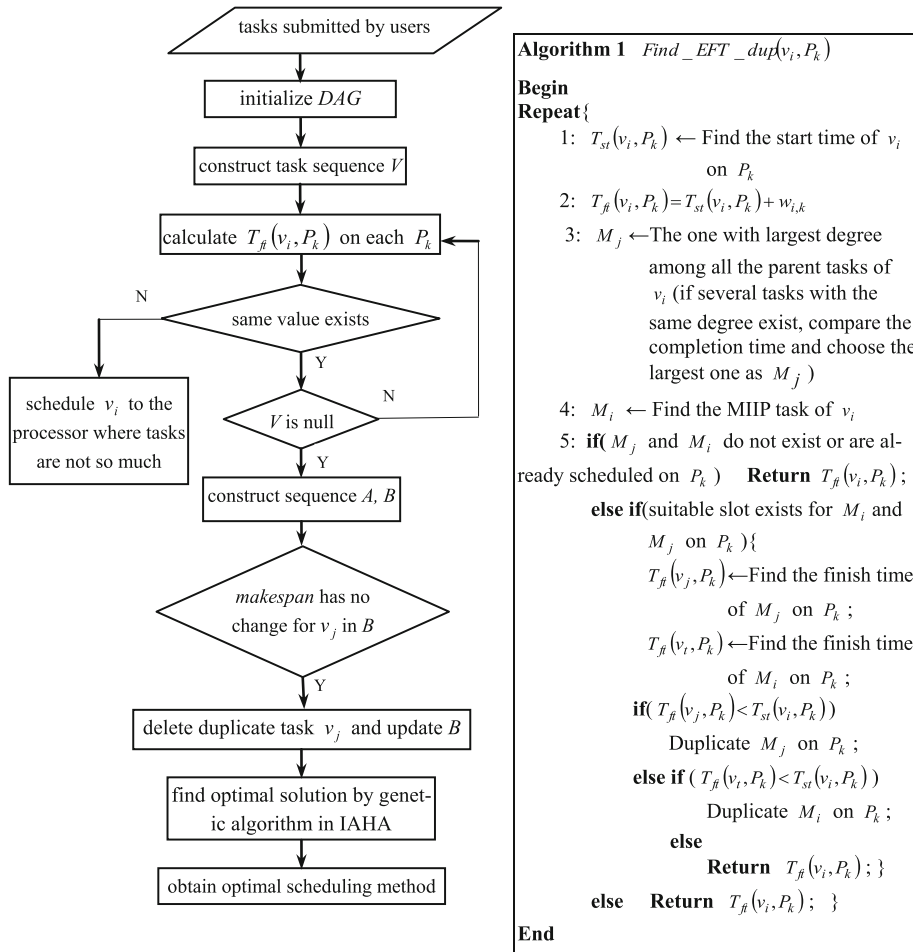 tasks submitted by users
initialize DAG
construct task sequence V
calculate T_ft(v_i, P_k) on each P_k
N
same value exists
Y
schedule v_i to the
processor where tasks
are not so much
N
V is null
Y
construct sequence A, B
makespan has no
change for v_j in B
Y
delete duplicate task v_j and update B
find optimal solution by genet-
ic algorithm in IAHA
obtain optimal scheduling method
Algorithm 1 Find_EFT_dup(v_i, P_k)
Begin
Repeat{
1: T_st(v_i, P_k) ← Find the start time of v_i
on P_k
2: T_ft(v_i, P_k) = T_st(v_i, P_k) + w_i,k
3: M_j ←The one with largest degree
among all the parent tasks of
v_i (if several tasks with the
same degree exist, compare the
completion time and choose the
largest one as M_j )
4: M_i ← Find the MIIP task of v_i
5: if( M_j and M_i do not exist or are al-
ready scheduled on P_k ) Return T_ft(v_i, P_k) ;
else if(suitable slot exists for M_i and
M_j on P_k ){
T_ft(v_j, P_k) ←Find the finish time
of M_j on P_k ;
T_ft(v_t, P_k) ←Find the finish time
of M_i on P_k ;
if( T_ft(v_j, P_k) < T_st(v_i, P_k) )
Duplicate M_j on P_k ;
else if ( T_ft(v_t, P_k) < T_st(v_i, P_k) )
Duplicate M_i on P_k ;
else
Return T_ft(v_i, P_k) ; }
else Return T_ft(v_i, P_k) ; }
End